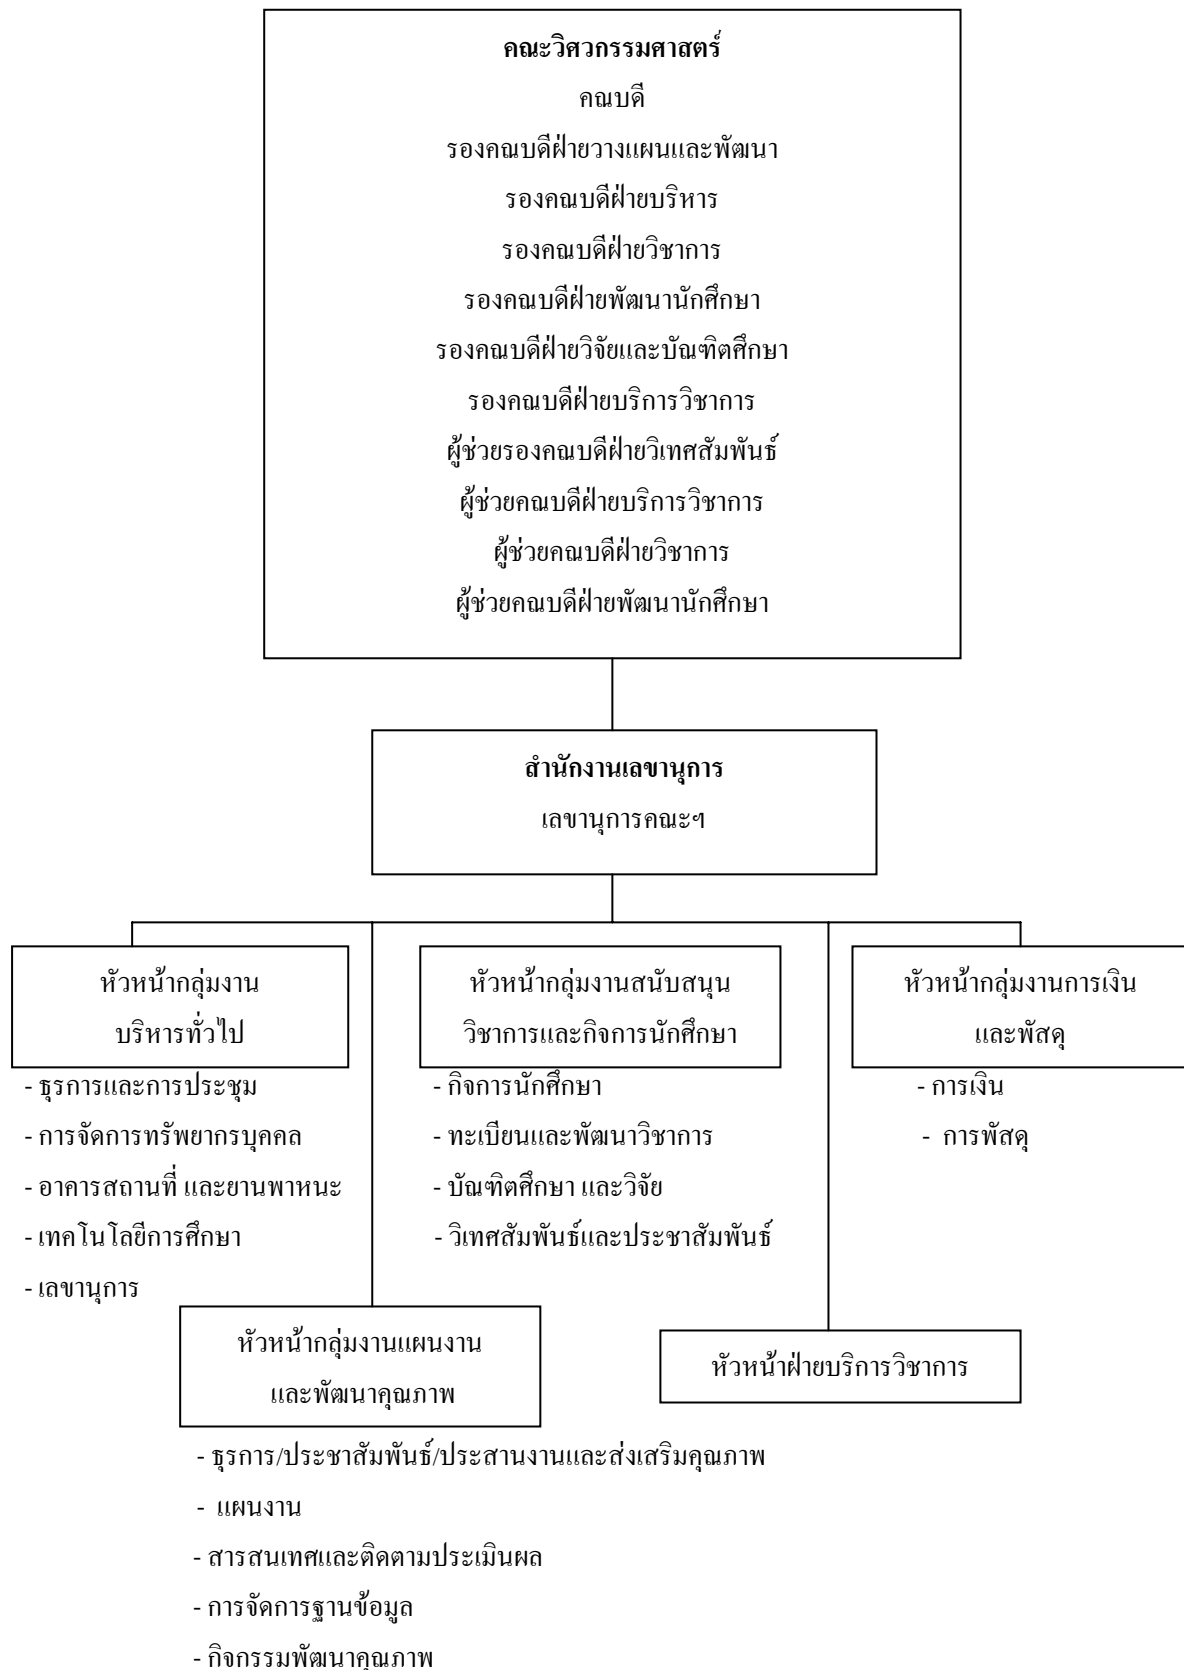 คณะวิศวกรรมศาสตร์
คณบดี
รองคณบดีฝ่ายวางแผนและพัฒนา
รองคณบดีฝ่ายบริหาร
รองคณบดีฝ่ายวิชาการ
รองคณบดีฝ่ายพัฒนานักศึกษา
รองคณบดีฝ่ายวิจัยและบัณฑิตศึกษา
รองคณบดีฝ่ายบริการวิชาการ
ผู้ช่วยรองคณบดีฝ่ายวิเทศสัมพันธ์
ผู้ช่วยคณบดีฝ่ายบริการวิชาการ
ผู้ช่วยคณบดีฝ่ายวิชาการ
ผู้ช่วยคณบดีฝ่ายพัฒนานักศึกษา
สำนักงานเลขานุการ
เลขานุการคณะฯ
หัวหน้ากลุ่มงาน
บริหารทั่วไป
- ธุรการและการประชุม
- การจัดการทรัพยากรบุคคล
- อาคารสถานที่ และยานพาหนะ
- เทคโนโลยีการศึกษา
- เลขานุการ
หัวหน้ากลุ่มงานสนับสนุน
วิชาการและกิจการนักศึกษา
- กิจการนักศึกษา
- ทะเบียนและพัฒนาวิชาการ
- บัณฑิตศึกษา และวิจัย
- วิเทศสัมพันธ์และประชาสัมพันธ์
หัวหน้ากลุ่มงานการเงิน
และพัสดุ
- การเงิน
- การพัสดุ
หัวหน้ากลุ่มงานแผนงาน
และพัฒนาคุณภาพ
- ธุรการ/ประชาสัมพันธ์/ประสานงานและส่งเสริมคุณภาพ
- แผนงาน
- สารสนเทศและติดตามประเมินผล
- การจัดการฐานข้อมูล
- กิจกรรมพัฒนาคุณภาพ
หัวหน้าฝ่ายบริการวิชาการ